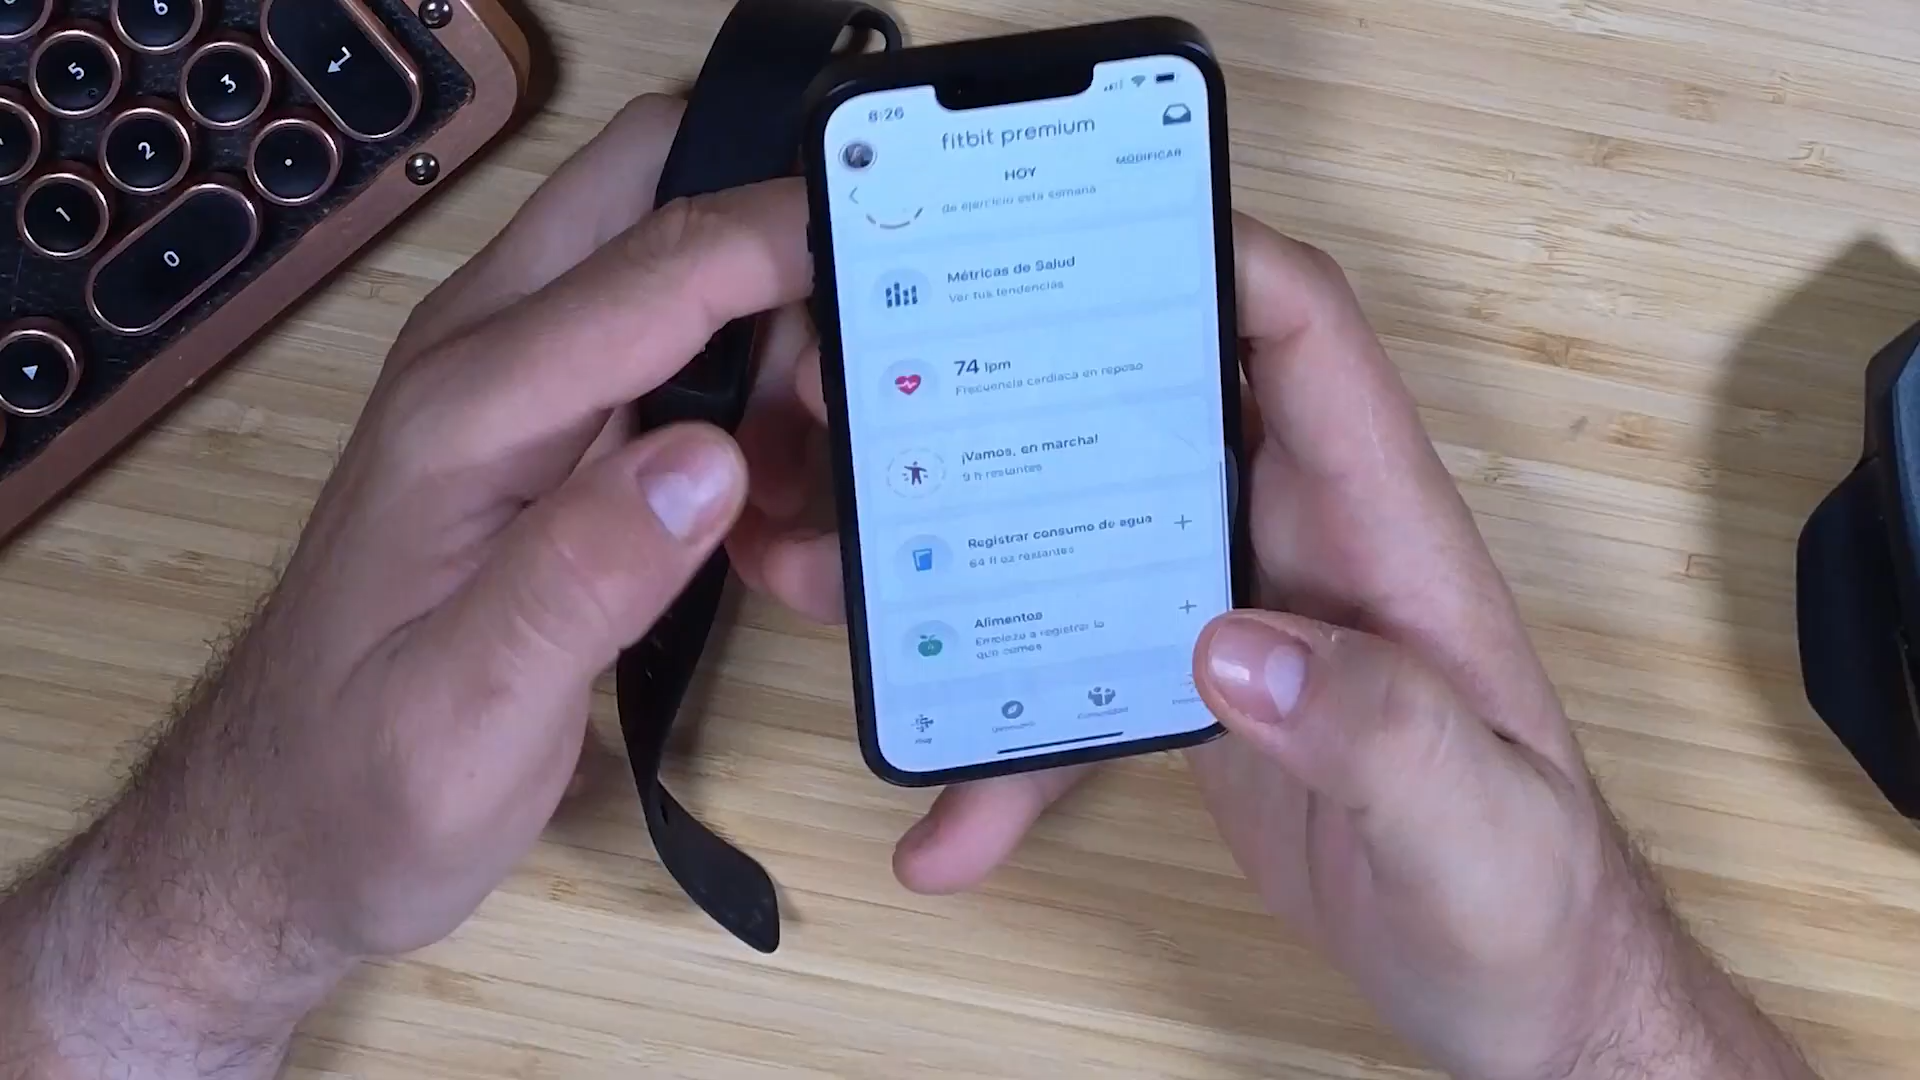 6
5
3
2
.
1
0
8:26
fitbit premium
HOY
MODIFICAR
de ejercicio esta semana
Métricas de Salud
Ver tus tendencias
74 lpm
Frecuencia cardíaca en reposo
¡Vamos, en marcha!
9 h restantes
Registrar consumo de agua
64 fl oz restantes
Alimentos
Empieza a registrar lo
que comes
Hoy
Comunidad